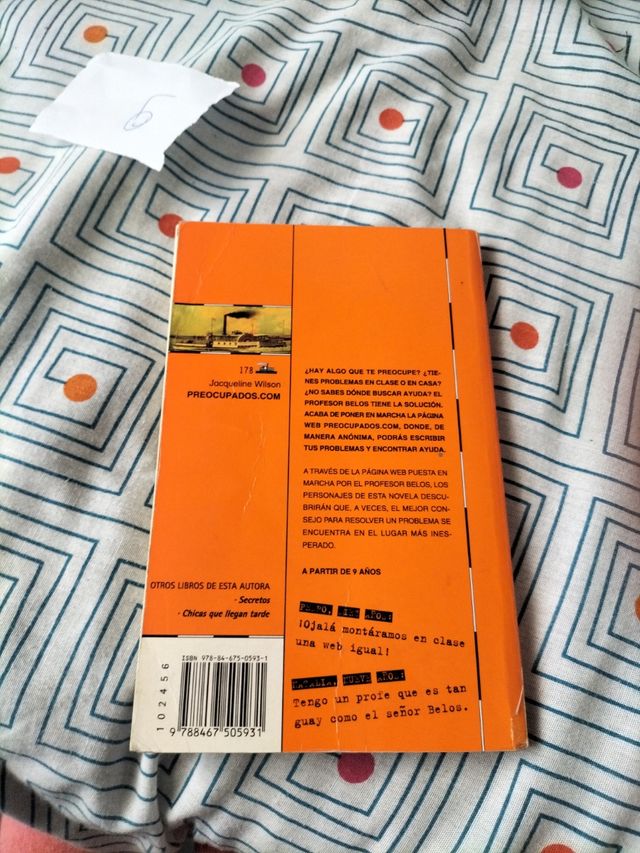 5
178
Jacqueline Wilson
PREOCUPADOS.COM
¿HAY ALGO QUE TE PREOCUPE? ¿TIE-
NES PROBLEMAS EN CLASE O EN CASA?
¿NO SABES DÓNDE BUSCAR AYUDA? EL
PROFESOR BELOS TIENE LA SOLUCIÓN.
ACABA DE PONER EN MARCHA LA PÁGINA
WEB PREOCUPADOS.COM, DONDE, DE
MANERA ANÓNIMA, PODRÁS ESCRIBIR
TUS PROBLEMAS Y ENCONTRAR AYUDA.
A TRAVÉS DE LA PÁGINA WEB PUESTA EN
MARCHA POR EL PROFESOR BELOS, LOS
PERSONAJES DE ESTA NOVELA DESCU-
BRIRÁN QUE, A VECES, EL MEJOR CON-
SEJO PARA RESOLVER UN PROBLEMA SE
ENCUENTRA EN EL LUGAR MÁS INES-
PERADO.
A PARTIR DE 9 AÑOS
OTROS LIBROS DE ESTA AUTORA
- Secretos
- Chicas que llegan tarde
AÑOS:
¡Ojalá montáramos en clase
una web igual!
NATALIA, NUEVE AÑOS:
Tengo un profe que es tan
guay como el señor Belos.
ISBN 978-84-675-0593-1
102456
9 788467 505931